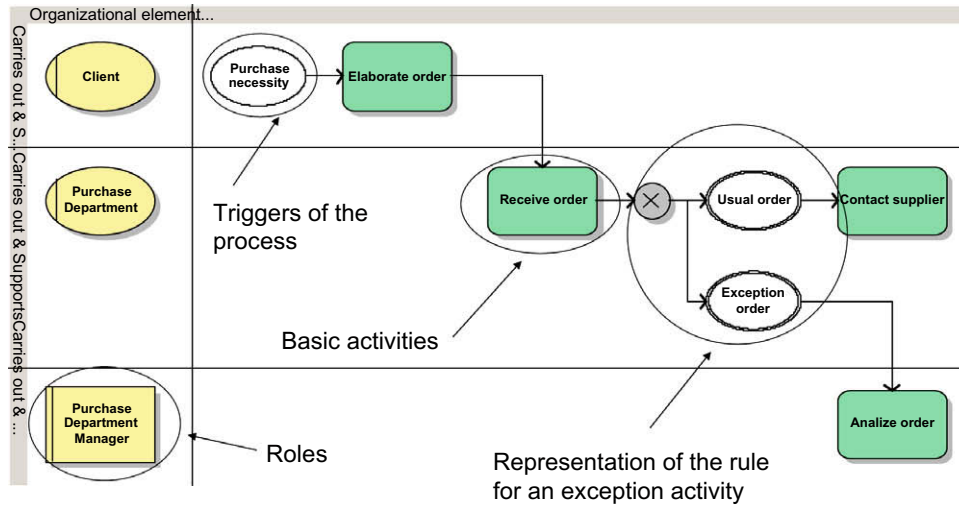 Organizational element...
Carries out & S...
Carries out & Supports
Carries out & ...
Client
Purchase
necessity
Elaborate order
Purchase
Department
Triggers of the
process
Receive order
Usual order
Contact supplier
Exception
order
Basic activities
Purchase
Department
Manager
Roles
Analize order
Representation of the rule
for an exception activity